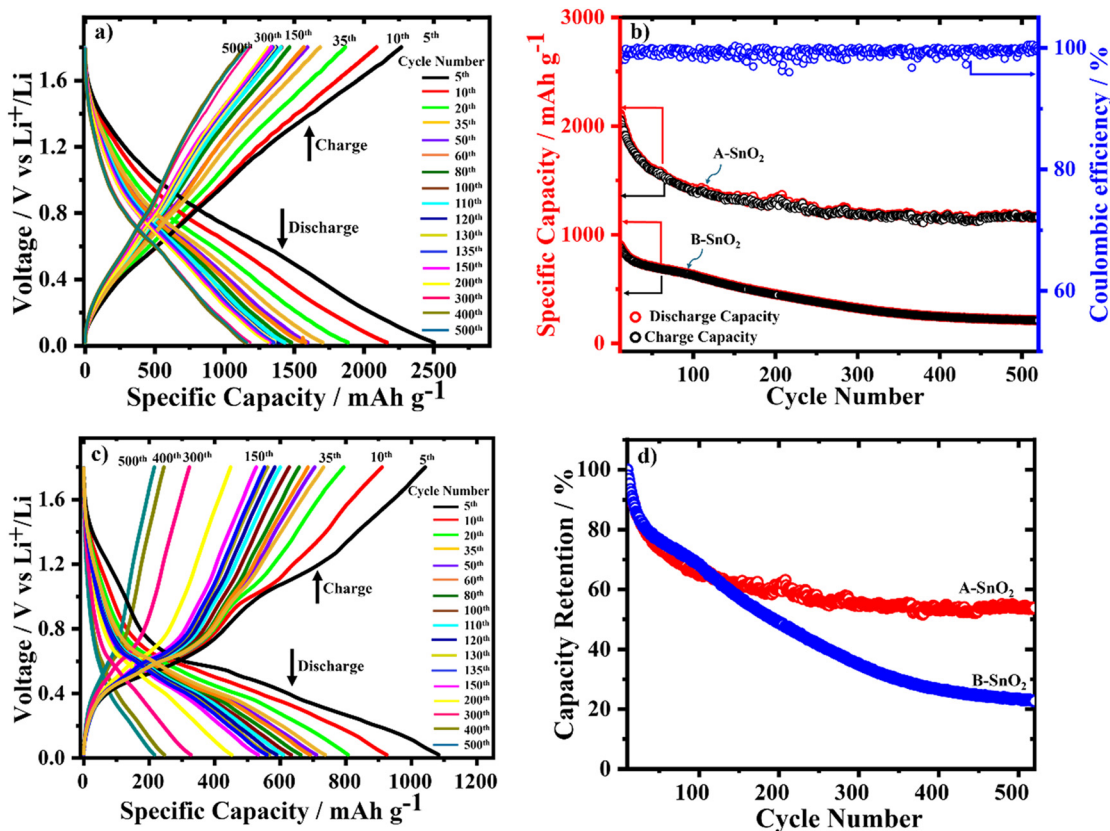 a)
500th 300th 150th 35th 10th 5th
Cycle Number
5th
10th
20th
35th
50th
60th
80th
100th
110th
120th
130th
135th
150th
200th
300th
400th
500th
Charge
Discharge
1.6
1.2
0.8
0.4
0.0
Voltage / V vs Li+/Li
0 500 1000 1500 2000 2500
Specific Capacity / mAh g-1
b)
3000
2000
1000
0
Specific Capacity / mAh g-1
A-SnO2
B-SnO2
Discharge Capacity
Charge Capacity
100
80
60
Coulombic efficiency / %
100 200 300 400 500
Cycle Number
c)
500th 400th 300th 150th 35th 10th 5th
Cycle Number
5th
10th
20th
35th
50th
60th
80th
100th
110th
120th
130th
135th
150th
200th
300th
400th
500th
Charge
Discharge
1.6
1.2
0.8
0.4
0.0
Voltage / V vs Li+/Li
0 200 400 600 800 1000 1200
Specific Capacity / mAh g-1
d)
100
80
60
40
20
0
Capacity Retention / %
A-SnO2
B-SnO2
100 200 300 400 500
Cycle Number